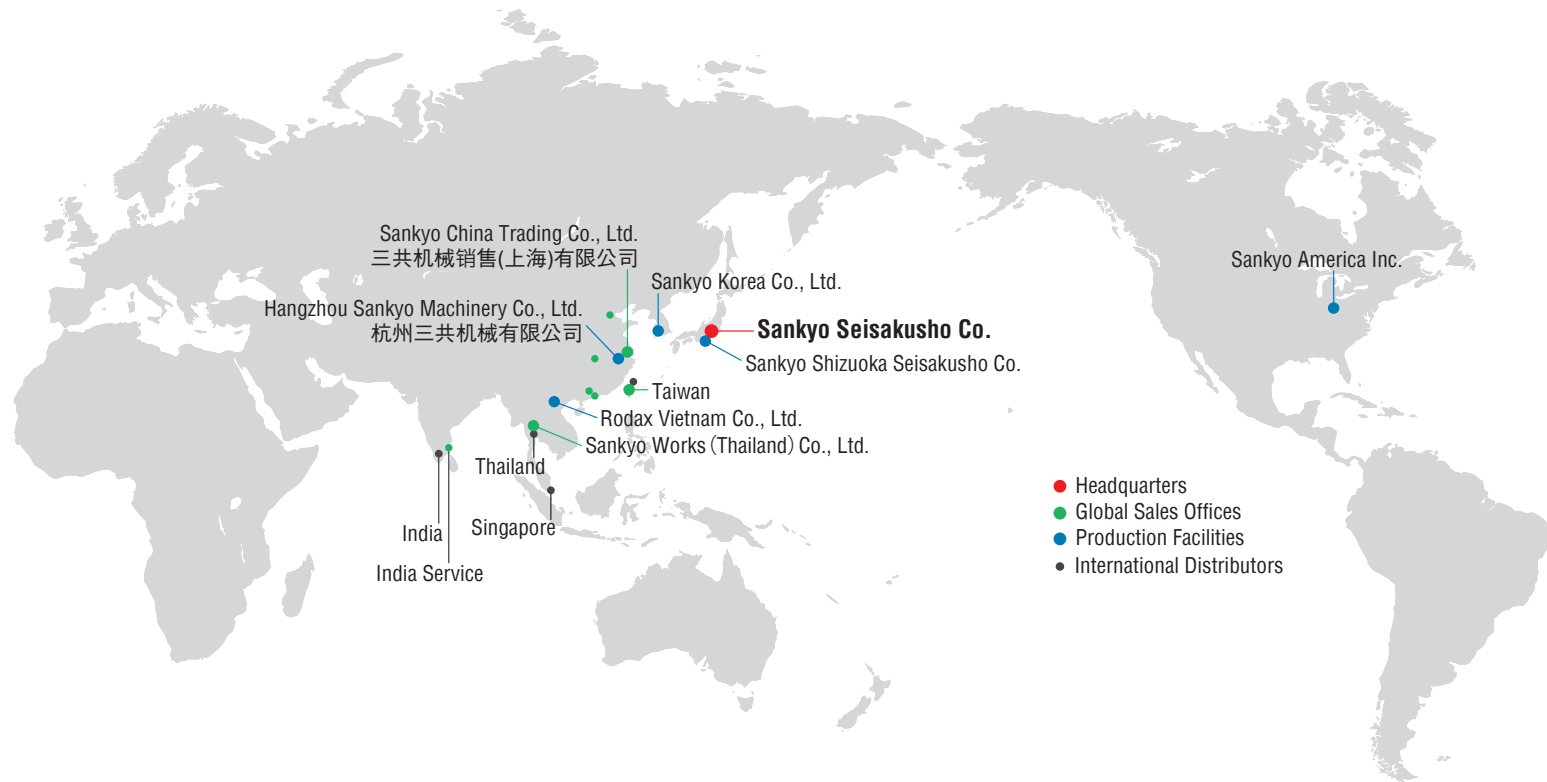 Sankyo China Trading Co., Ltd.
三共机械销售(上海)有限公司
Sankyo America Inc.
Sankyo Korea Co., Ltd.
Hangzhou Sankyo Machinery Co., Ltd.
杭州三共机械有限公司
Sankyo Seisakusho Co.
Sankyo Shizuoka Seisakusho Co.
Taiwan
Rodax Vietnam Co., Ltd.
Sankyo Works (Thailand) Co., Ltd.
Thailand
Singapore
India
India Service
Headquarters
Global Sales Offices
Production Facilities
International Distributors